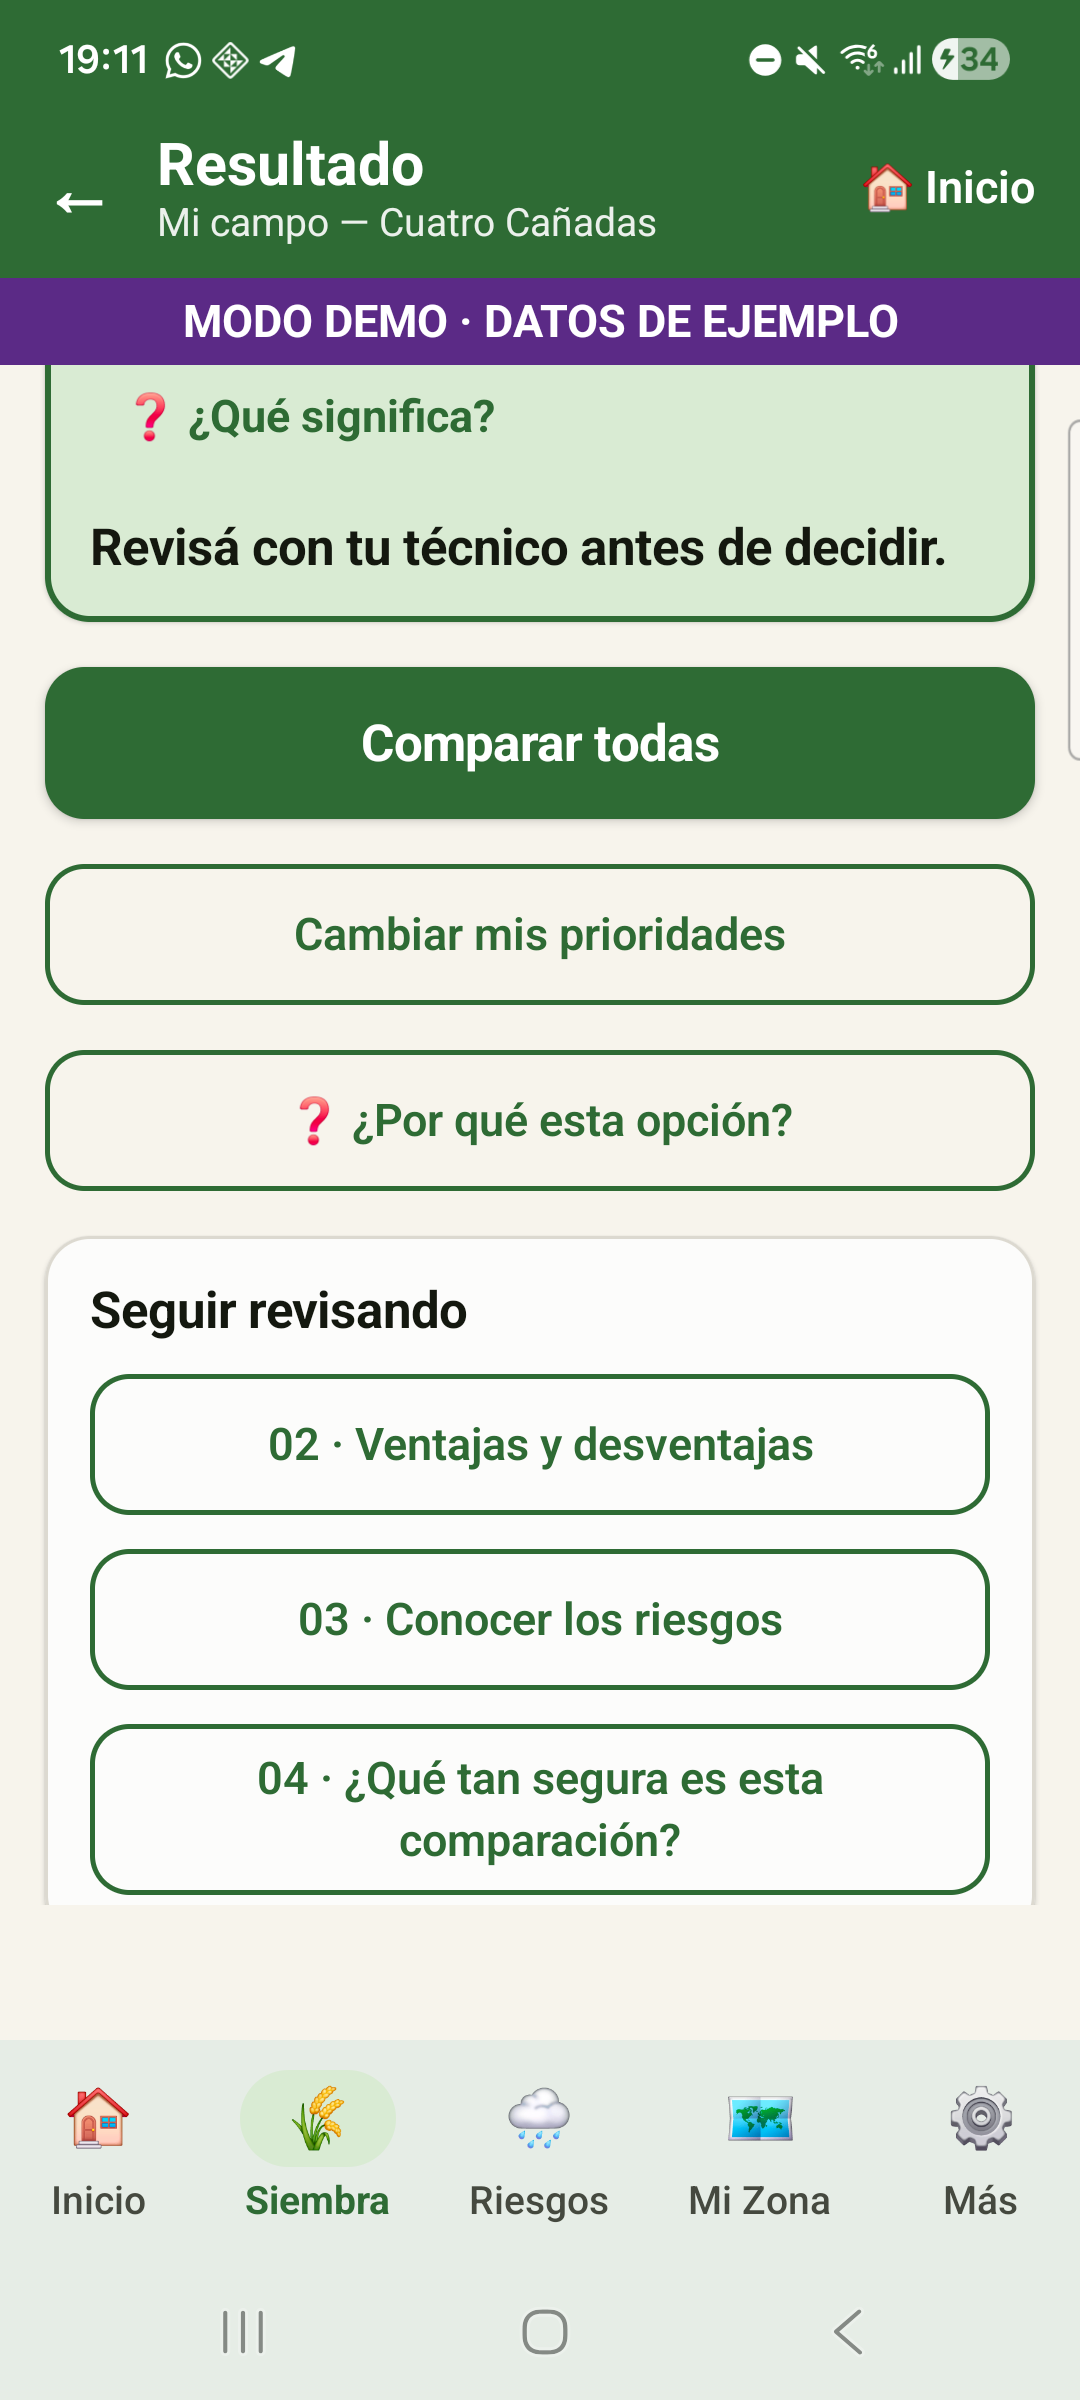 19:11
6
34
←
Resultado
Mi campo — Cuatro Cañadas
🏠 Inicio
MODO DEMO · DATOS DE EJEMPLO
❓ ¿Qué significa?
Revisá con tu técnico antes de decidir.
Comparar todas
Cambiar mis prioridades
❓ ¿Por qué esta opción?
Seguir revisando
02 · Ventajas y desventajas
03 · Conocer los riesgos
04 · ¿Qué tan segura es esta
comparación?
Inicio
Siembra
Riesgos
Mi Zona
Más